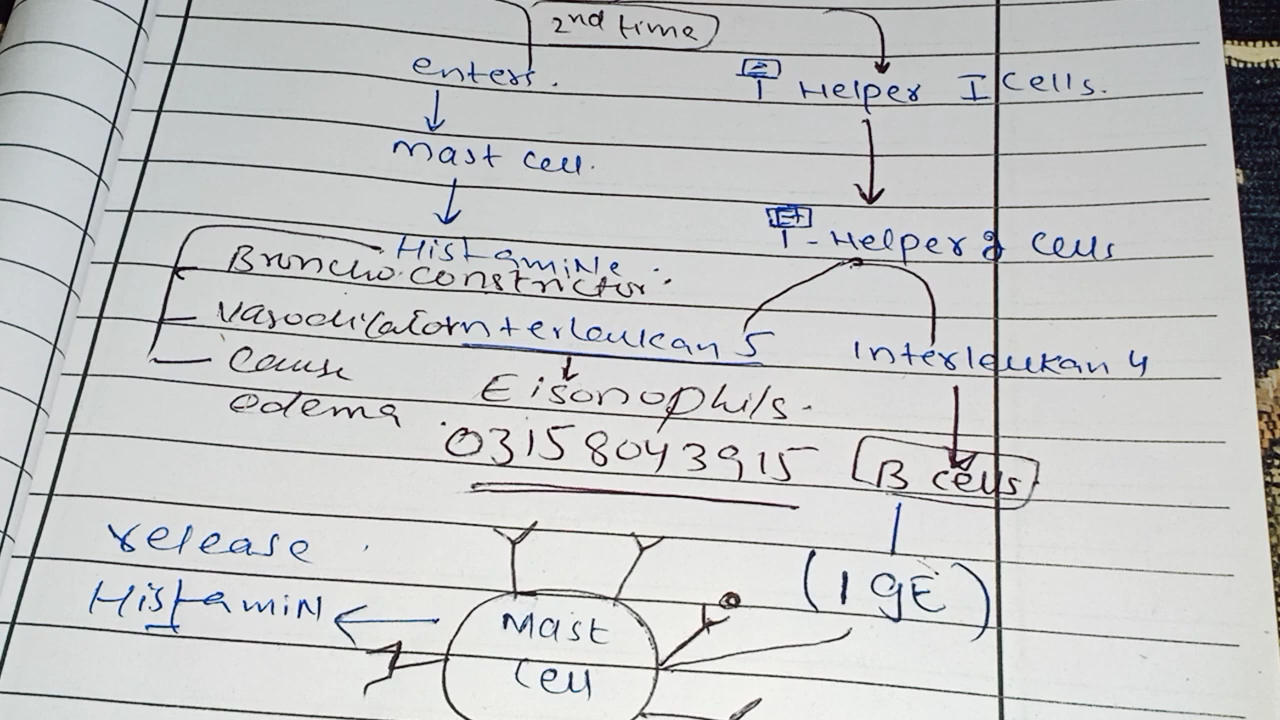 2nd time
enters.
T Helper I Cells.
Mast cell.
T-Helper 2 cells
Histamine
Broncho.constrictor.
Vasodilator
Interleukan 5
Interleukan 4
cause
odema
Eisonophils.
03158043915
B cells
release
(IgE)
HistamiN
Mast
Cell